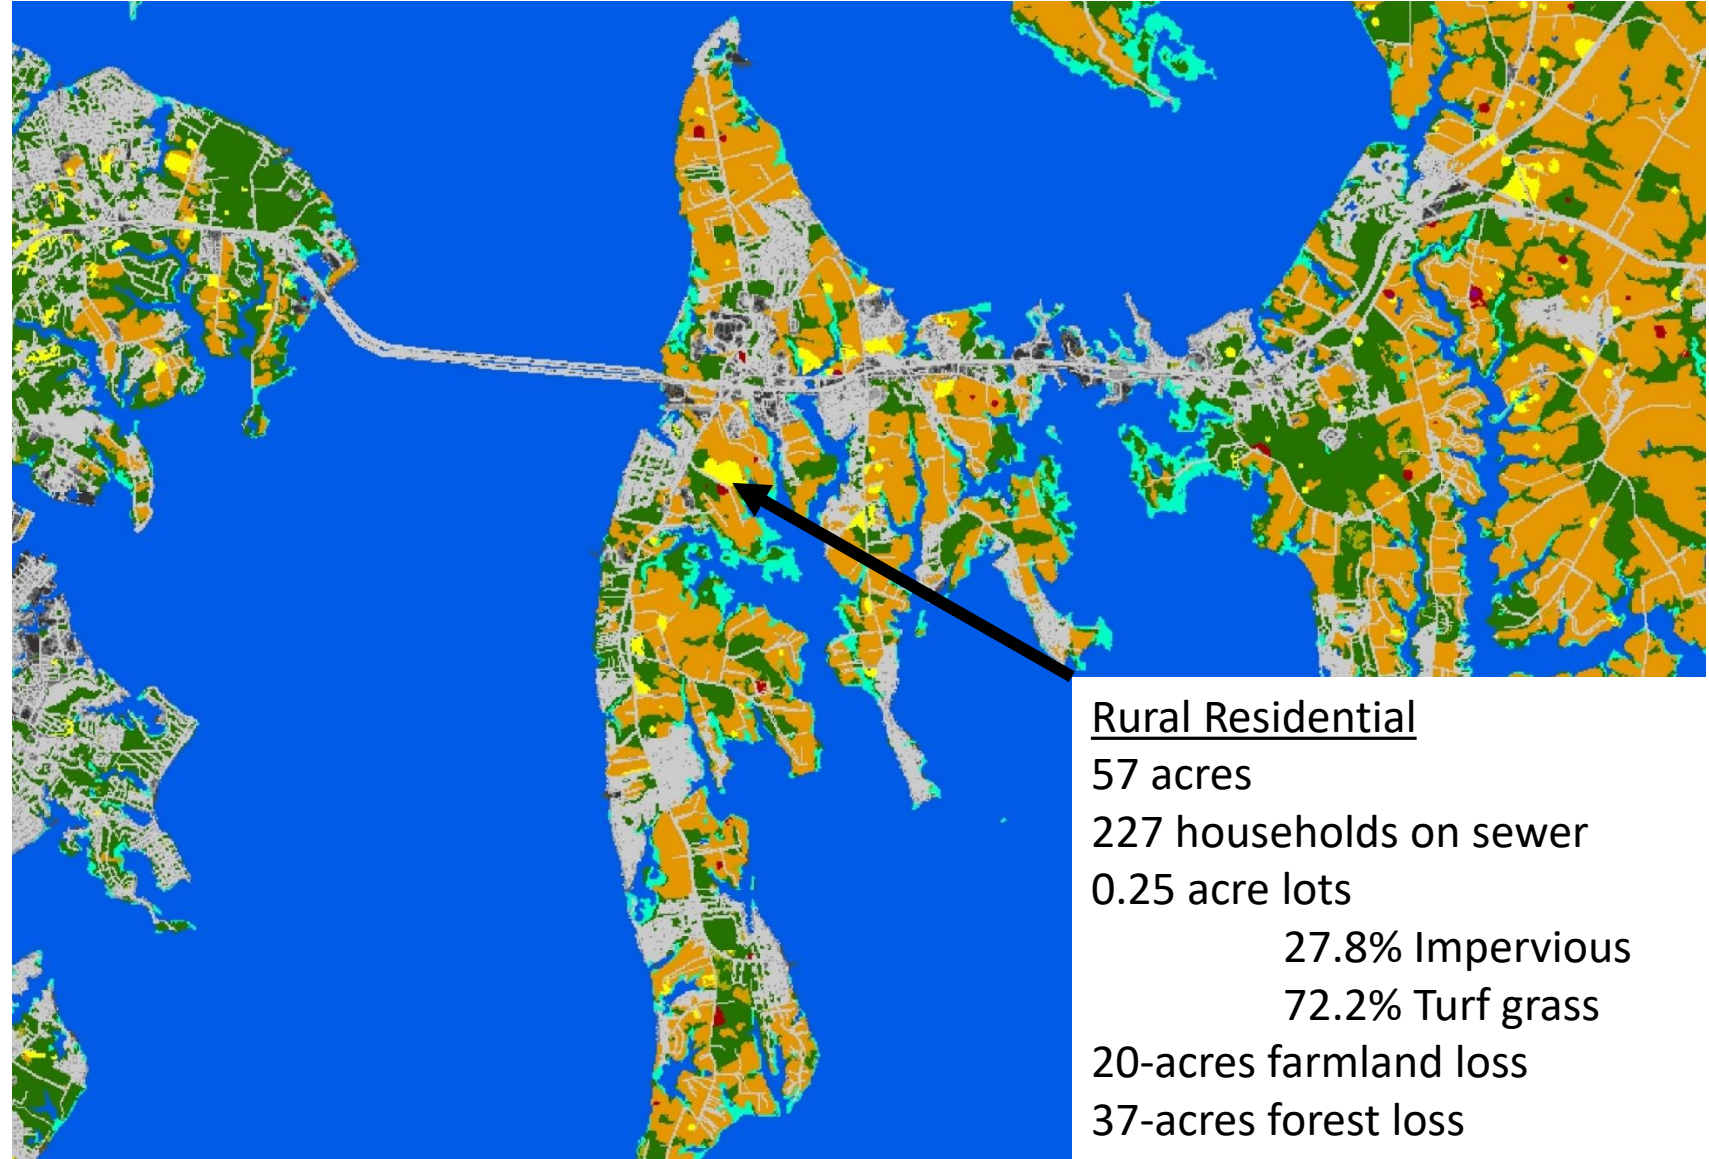 Rural Residential
57 acres
227 households on sewer
0.25 acre lots
27.8% Impervious
72.2% Turf grass
20-acres farmland loss
37-acres forest loss